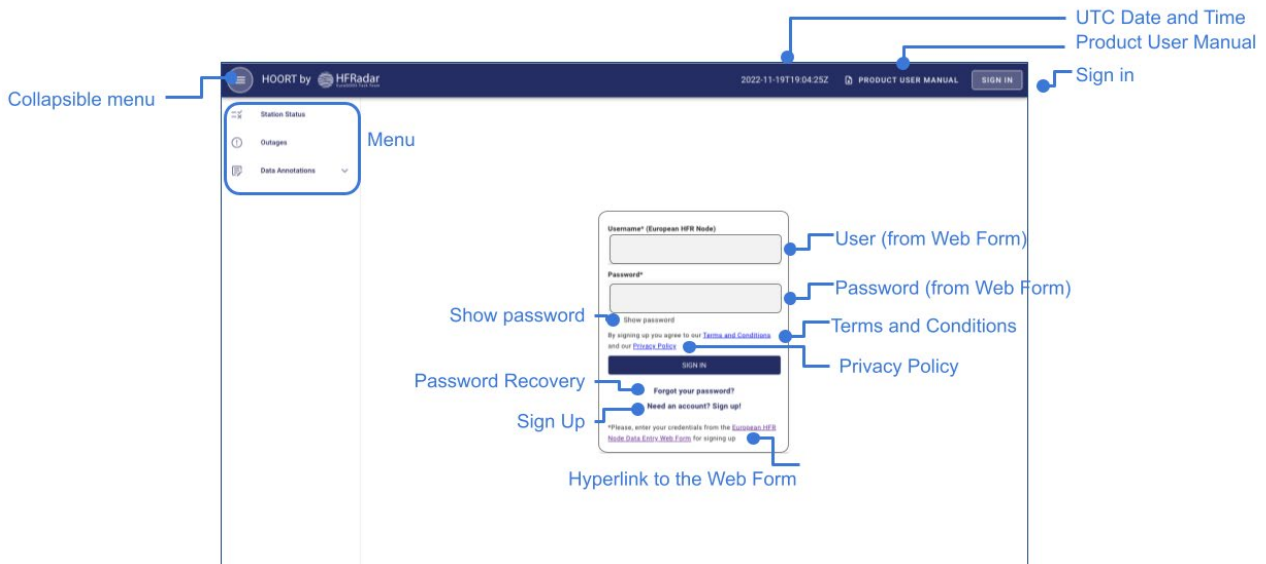 UTC Date and Time
Product User Manual
Sign in
HOORT by HFRadar
2022-11-19T19:04:25Z
PRODUCT USER MANUAL
SIGN IN
Collapsible menu
Station Status
Outages
Data Annotations
Menu
Username* (European HFR Node)
User (from Web Form)
Password*
Password (from Web Form)
Show password
Show password
By signing up you agree to our Terms and Conditions
and our Privacy Policy
Terms and Conditions
Privacy Policy
SIGN IN
Password Recovery
Forgot your password?
Need an account? Sign up!
Sign Up
*Please, enter your credentials from the European HFR
Node Data Entry Web Form for signing up
Hyperlink to the Web Form